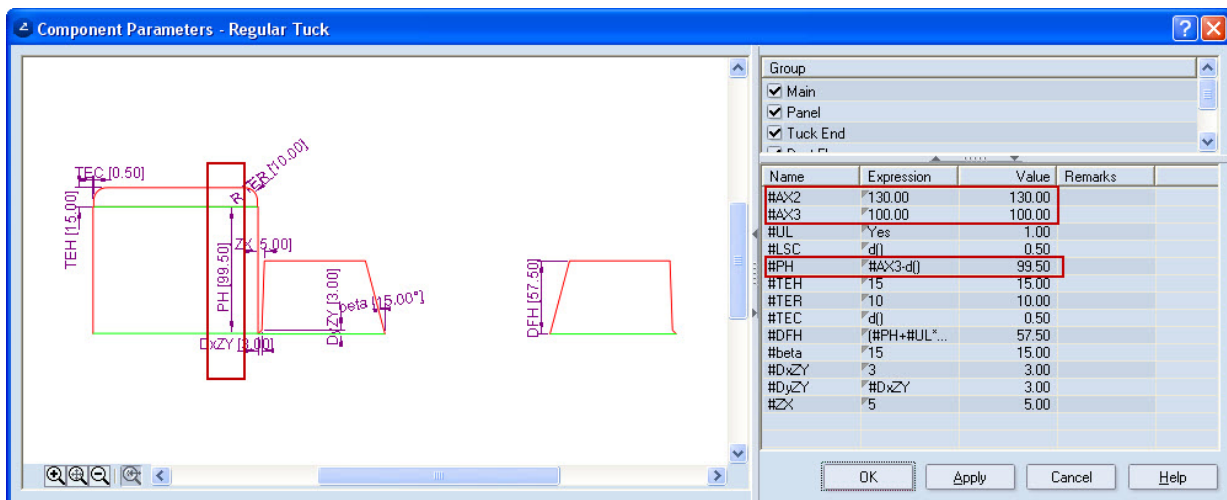 Component Parameters - Regular Tuck
TEC [0.50]
R TER [10.00]
TEH [15.00]
ZX [5.00]
PH [99.50]
DxZY [3.00]
DyZY [3.00]
beta [15.00°]
DFH [57.50]
Group
Main
Panel
Tuck End
Name Expression Value Remarks
#AX2 130.00 130.00
#AX3 100.00 100.00
#UL Yes 1.00
#LSC d() 0.50
#PH #AX3-d() 99.50
#TEH 15 15.00
#TER 10 10.00
#TEC d() 0.50
#DFH (#PH+#UL*... 57.50
#beta 15 15.00
#DxZY 3 3.00
#DyZY #DxZY 3.00
#ZX 5 5.00
OK Apply Cancel Help